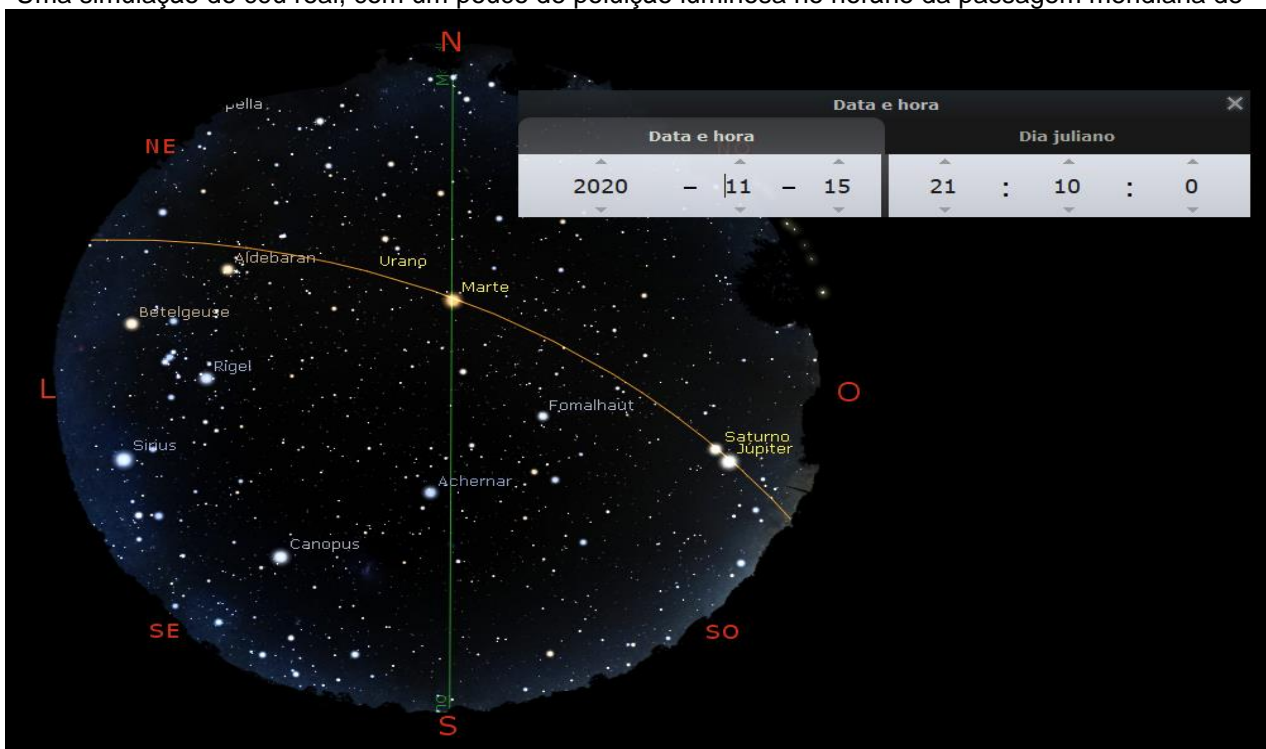 Uma simulação do céu real, com um pouco de poluição luminosa no horário da passagem meridiana de
N
pella
Data e hora
NE
Data e hora
Dia juliano
2020 – 11 – 15 21 : 10 : 0
Aldebaran
Urano
Marte
Betelgeuse
Rigel
L
O
Fomalhaut
Saturno
Júpiter
Sirius
Achernar
Canopus
SE
SO
S